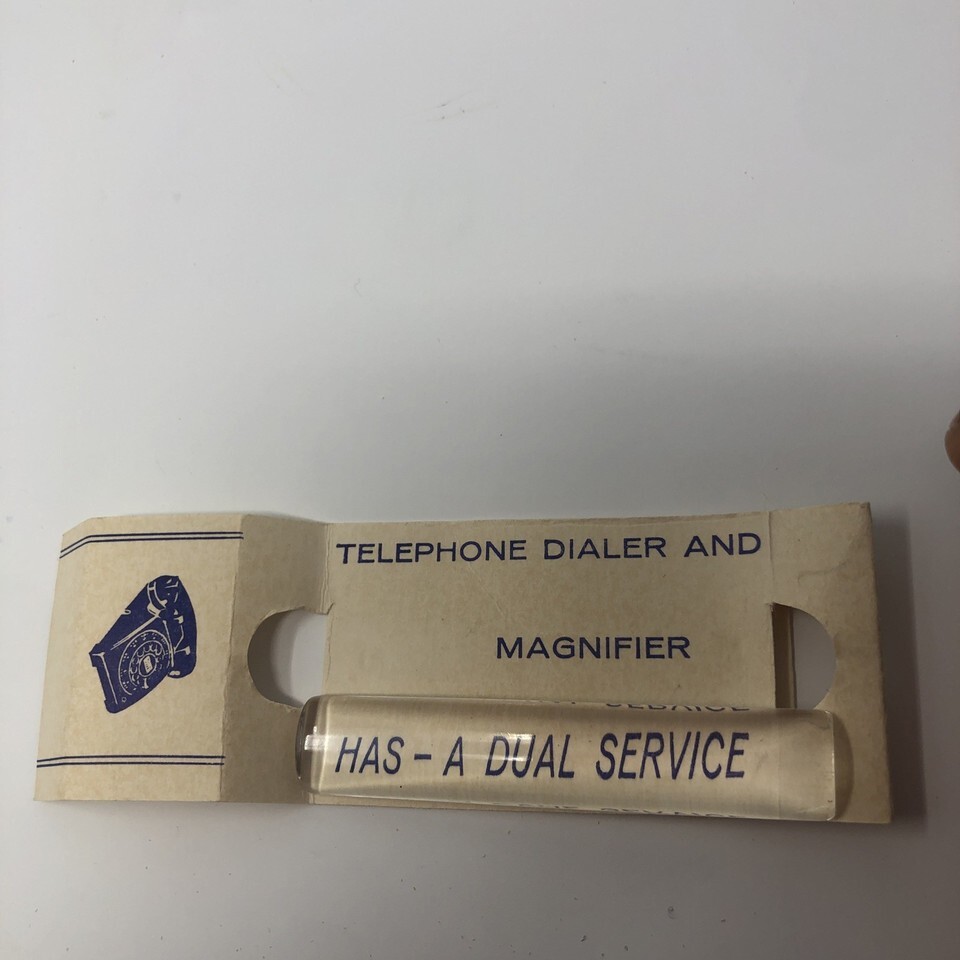 TELEPHONE DIALER AND
MAGNIFIER
HAS - A DUAL SERVICE